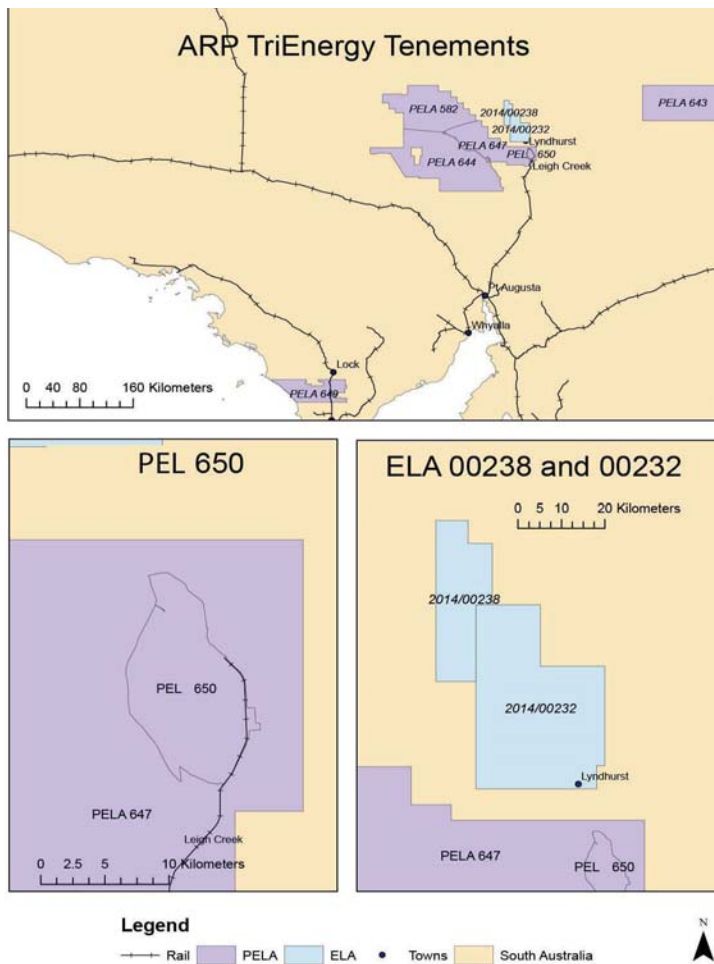 ARP TriEnergy Tenements
PELA 582
2014/00238
2014/00232
PELA 643
Lyndhurst
PELA 647
PEL 650
PELA 644
Leigh Creek
Pt Augusta
Whyalla
Lock
PELA 649
0 40 80 160 Kilometers
PEL 650
PEL 650
PELA 647
Leigh Creek
0 2.5 5 10 Kilometers
ELA 00238 and 00232
0 5 10 20 Kilometers
2014/00238
2014/00232
Lyndhurst
PELA 647
PEL 650
Legend
Rail PELA ELA Towns South Australia
N